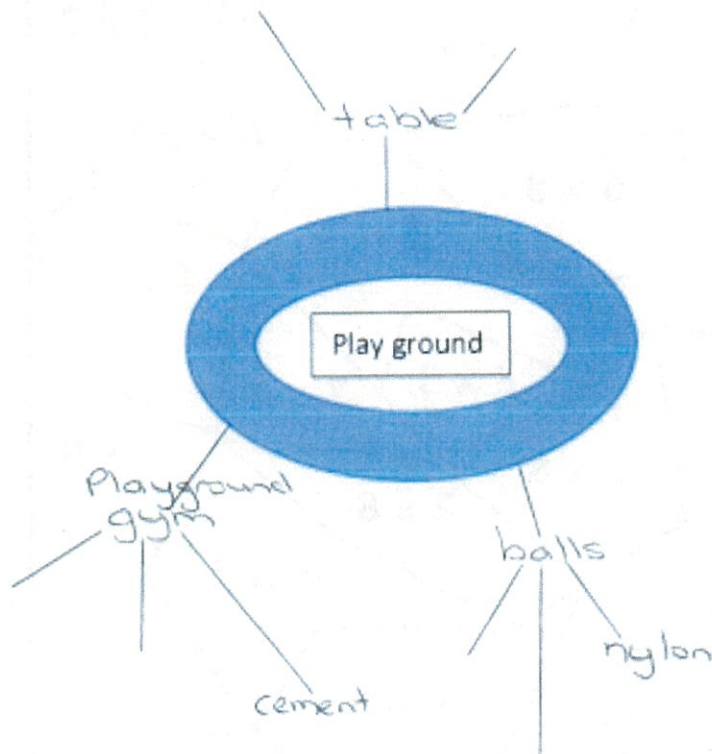 table
Play ground
Playground
gym
balls
nylon
cement